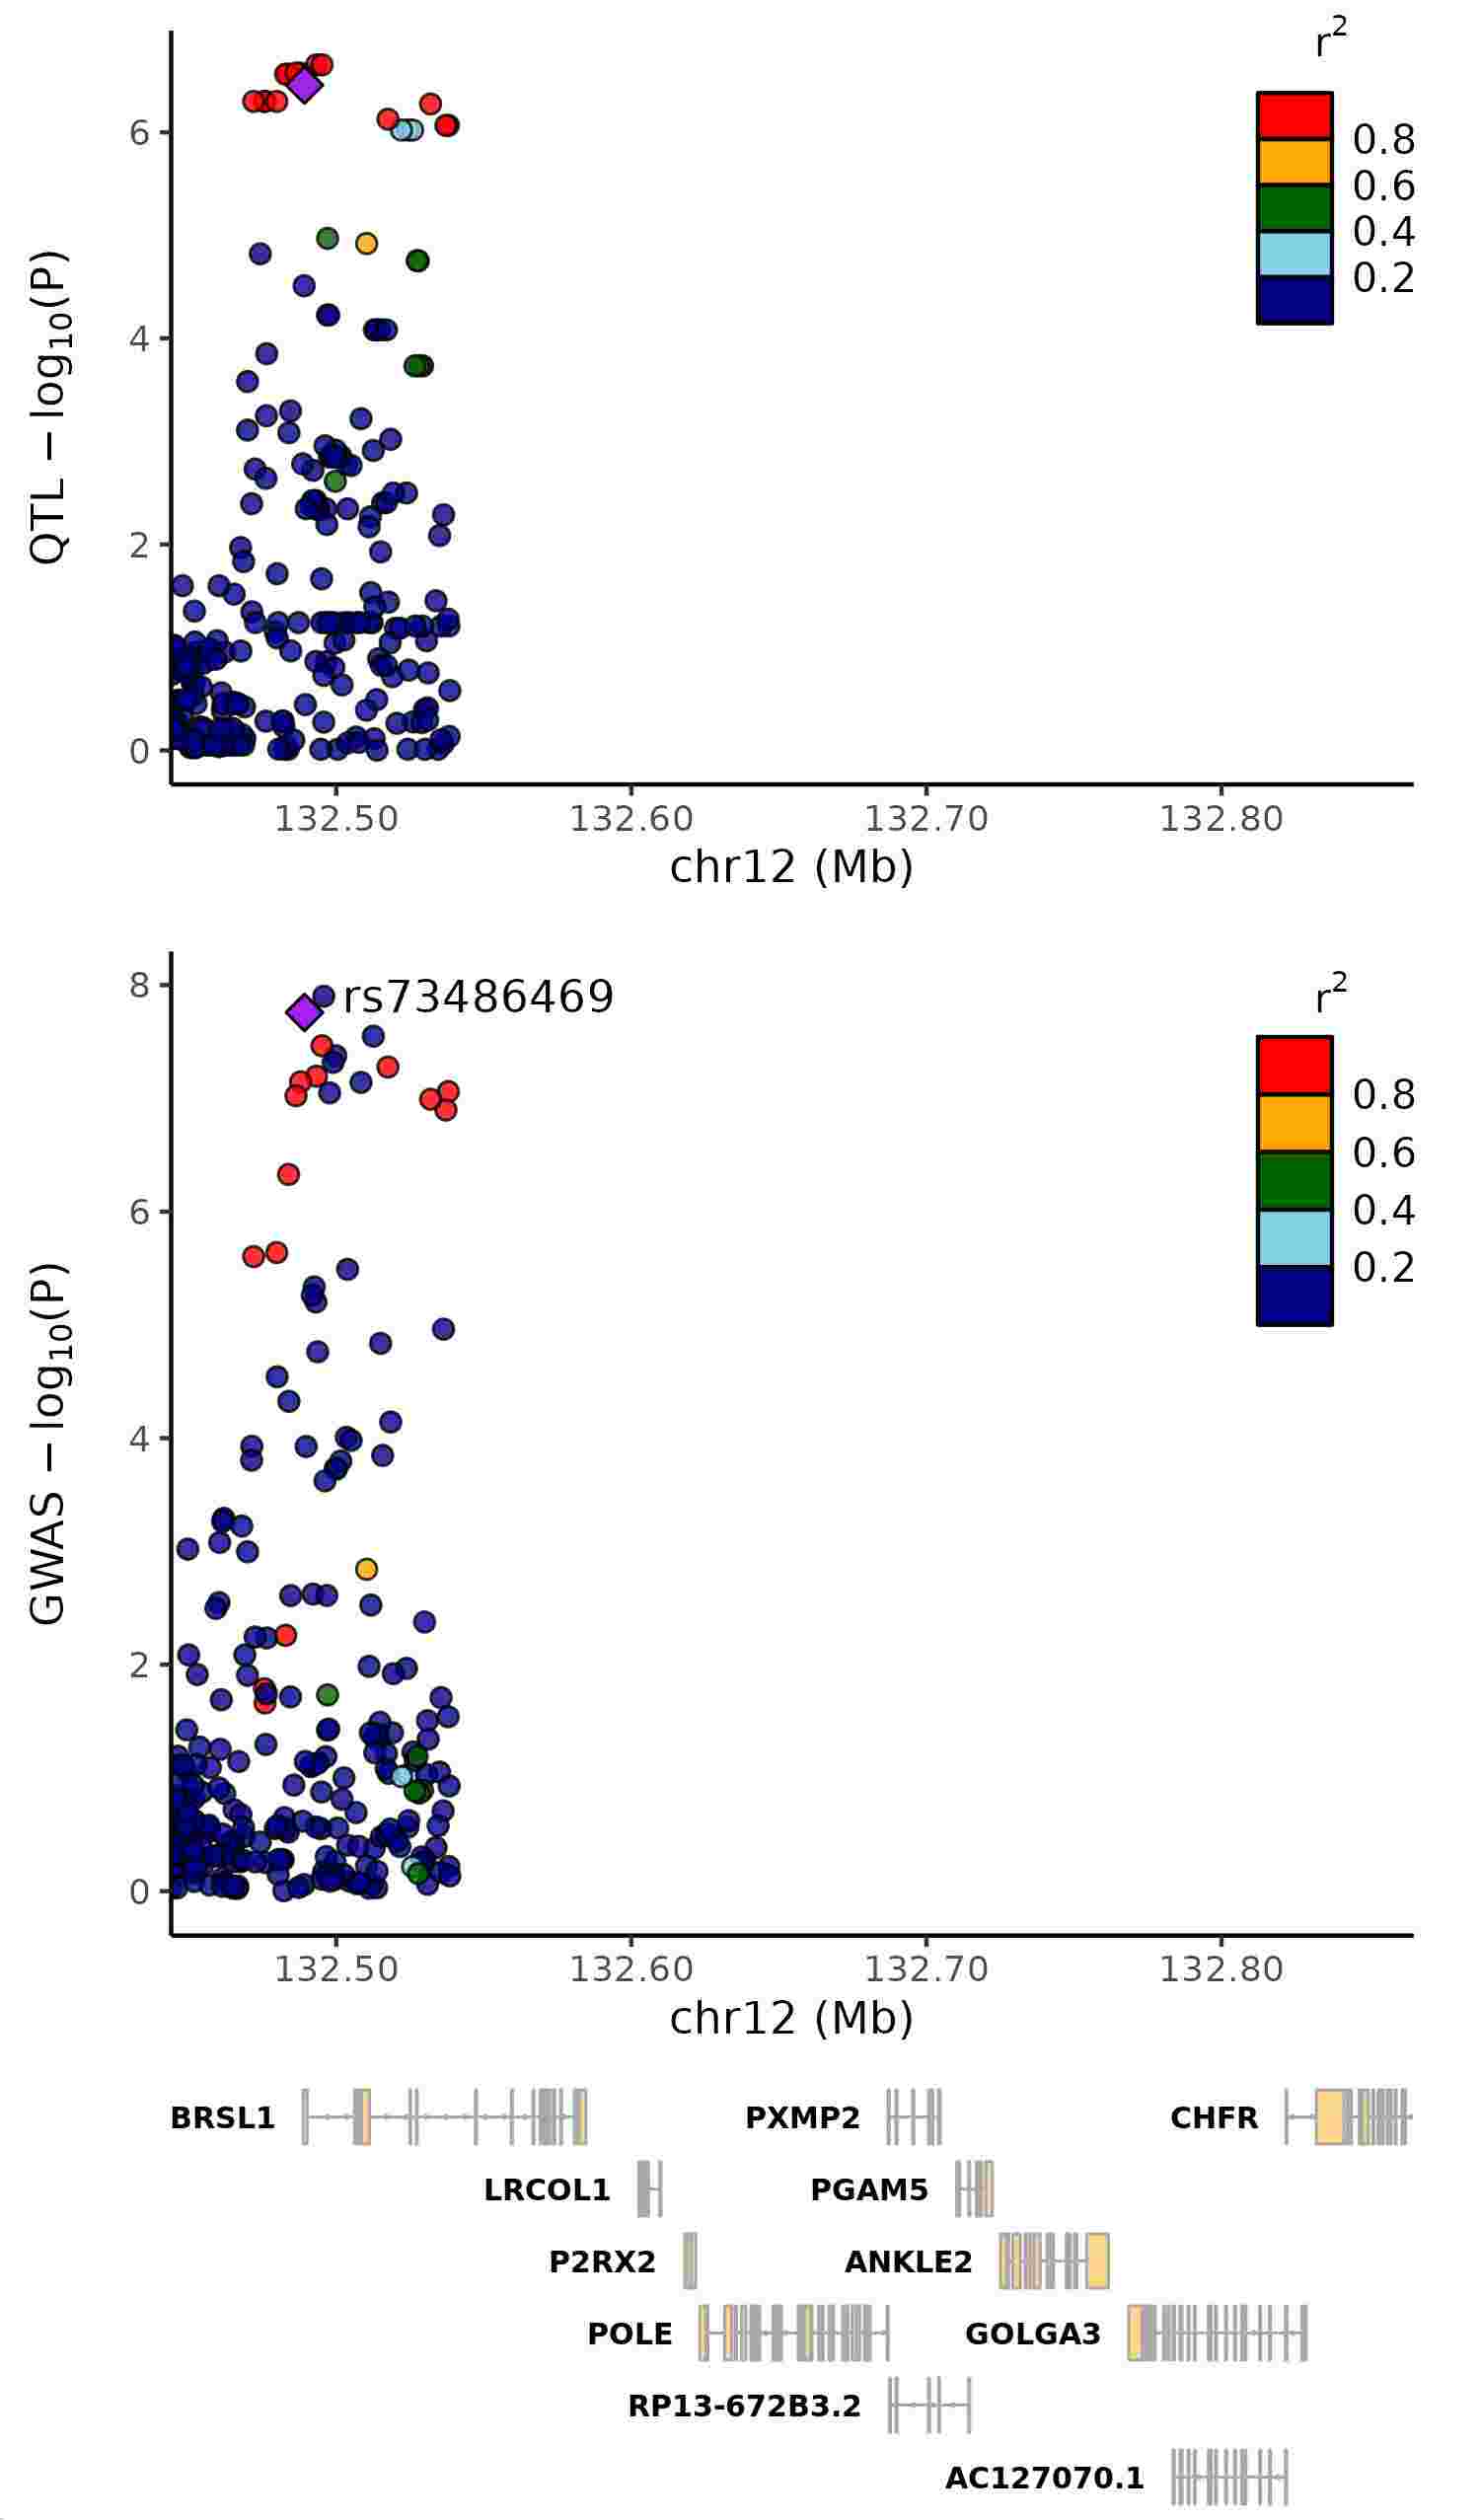 r2
0.8
0.6
0.4
0.2
QTL −log10(P)
6
4
2
0
132.50 132.60 132.70 132.80
chr12 (Mb)
rs73486469
r2
0.8
0.6
0.4
0.2
GWAS −log10(P)
8
6
4
2
0
132.50 132.60 132.70 132.80
chr12 (Mb)
BRSL1 PXMP2 CHFR
LRCOL1 PGAM5
P2RX2 ANKLE2
POLE GOLGA3
RP13-672B3.2
AC127070.1